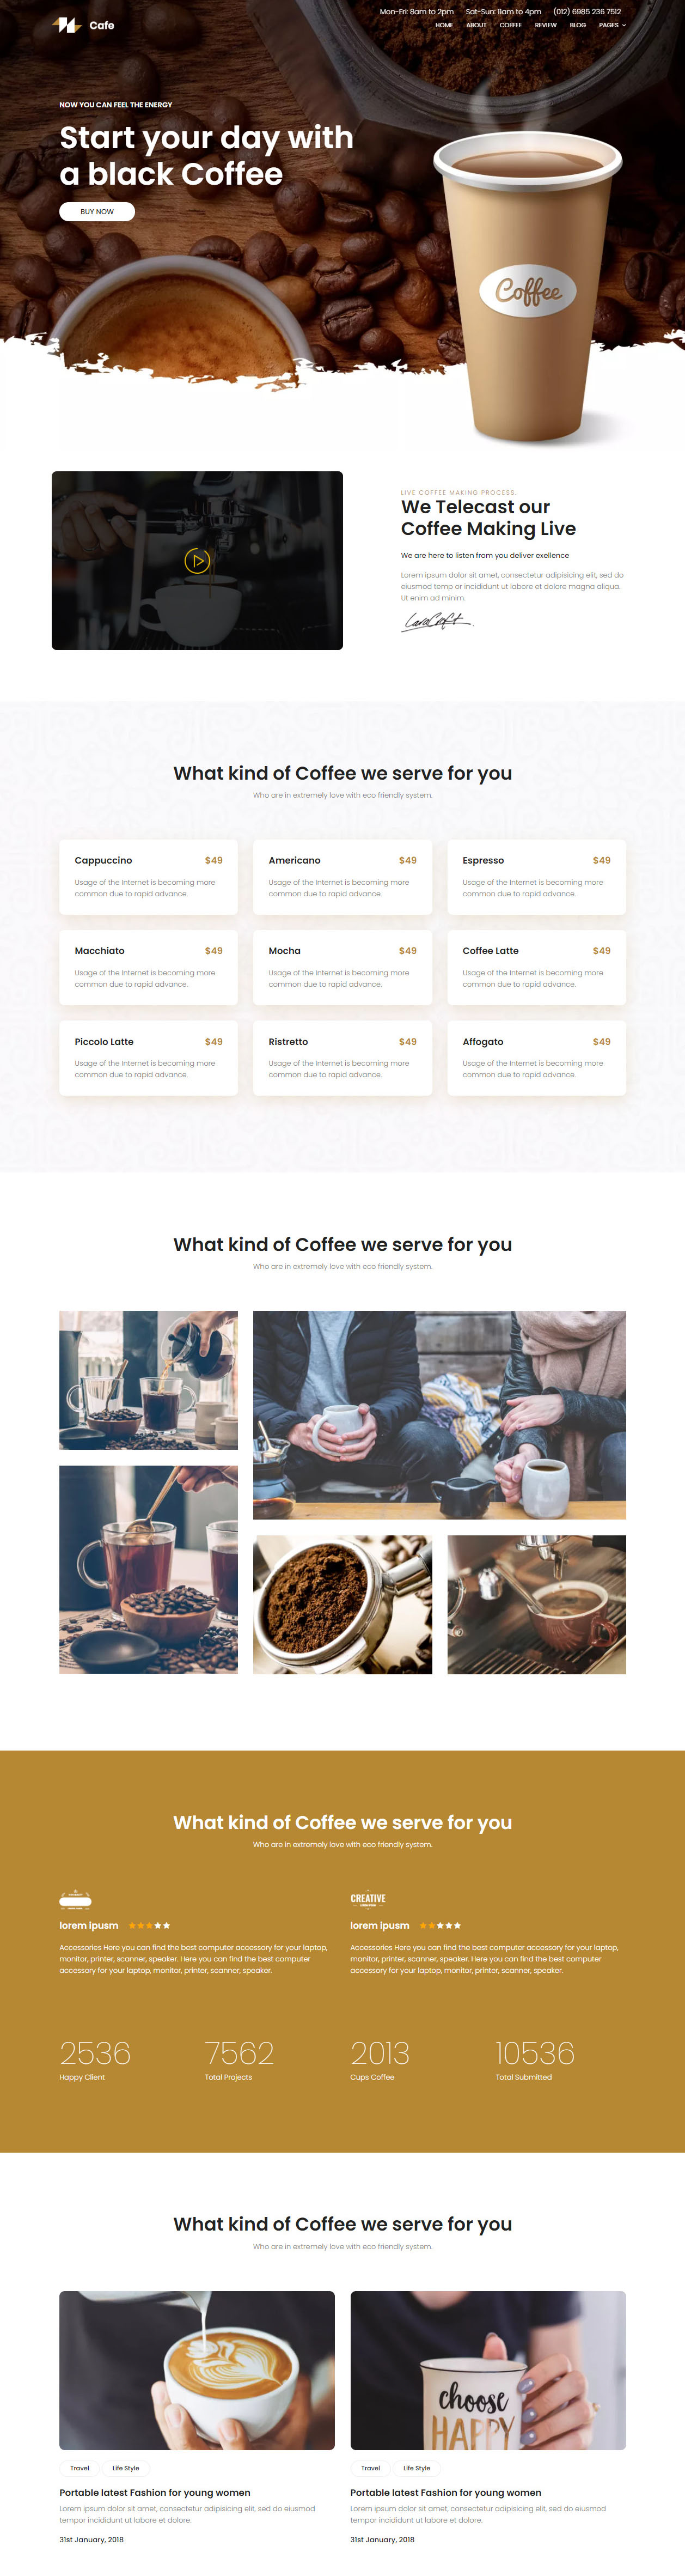 Mon-Fri: 8am to 2pm Sat-Sun: 11am to 4pm (012) 6985 236 7512
Cafe
HOME ABOUT COFFEE REVIEW BLOG PAGES
NOW YOU CAN FEEL THE ENERGY
Start your day with
a black Coffee
BUY NOW
Coffee
LIVE COFFEE MAKING PROCESS.
We Telecast our
Coffee Making Live
We are here to listen from you deliver exellence
Lorem ipsum dolor sit amet, consectetur adipisicing elit, sed do
eiusmod temp or incididunt ut labore et dolore magna aliqua.
Ut enim ad minim.
What kind of Coffee we serve for you
Who are in extremely love with eco friendly system.
Cappuccino $49
Usage of the Internet is becoming more
common due to rapid advance.
Americano $49
Usage of the Internet is becoming more
common due to rapid advance.
Espresso $49
Usage of the Internet is becoming more
common due to rapid advance.
Macchiato $49
Usage of the Internet is becoming more
common due to rapid advance.
Mocha $49
Usage of the Internet is becoming more
common due to rapid advance.
Coffee Latte $49
Usage of the Internet is becoming more
common due to rapid advance.
Piccolo Latte $49
Usage of the Internet is becoming more
common due to rapid advance.
Ristretto $49
Usage of the Internet is becoming more
common due to rapid advance.
Affogato $49
Usage of the Internet is becoming more
common due to rapid advance.
What kind of Coffee we serve for you
Who are in extremely love with eco friendly system.
What kind of Coffee we serve for you
Who are in extremely love with eco friendly system.
lorem ipusm
Accessories Here you can find the best computer accessory for your laptop,
monitor, printer, scanner, speaker. Here you can find the best computer
accessory for your laptop, monitor, printer, scanner, speaker.
CREATIVE
lorem ipusm
Accessories Here you can find the best computer accessory for your laptop,
monitor, printer, scanner, speaker. Here you can find the best computer
accessory for your laptop, monitor, printer, scanner, speaker.
2536
Happy Client
7562
Total Projects
2013
Cups Coffee
10536
Total Submitted
What kind of Coffee we serve for you
Who are in extremely love with eco friendly system.
Travel Life Style
Portable latest Fashion for young women
Lorem ipsum dolor sit amet, consectetur adipisicing elit, sed do eiusmod
tempor incididunt ut labore et dolore.
31st January, 2018
choose
HAPPY
Travel Life Style
Portable latest Fashion for young women
Lorem ipsum dolor sit amet, consectetur adipisicing elit, sed do eiusmod
tempor incididunt ut labore et dolore.
31st January, 2018